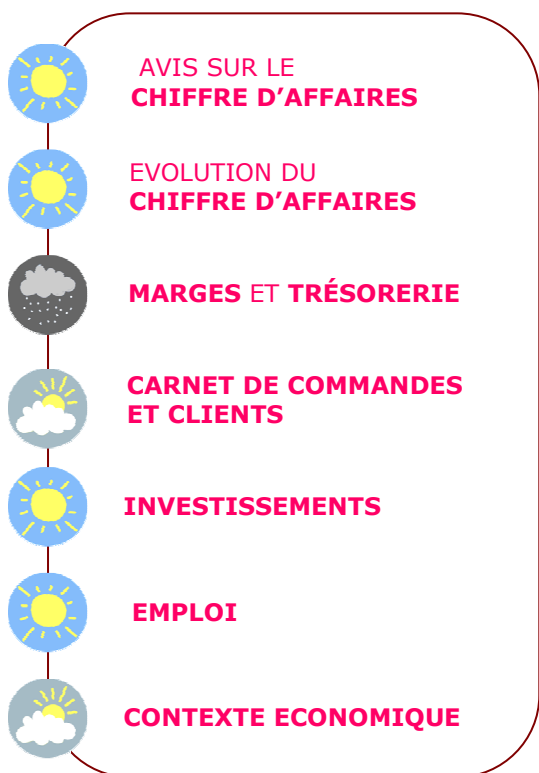 AVIS SUR LE
CHIFFRE D’AFFAIRES
EVOLUTION DU
CHIFFRE D’AFFAIRES
MARGES ET TRÉSORERIE
CARNET DE COMMANDES
ET CLIENTS
INVESTISSEMENTS
EMPLOI
CONTEXTE ECONOMIQUE